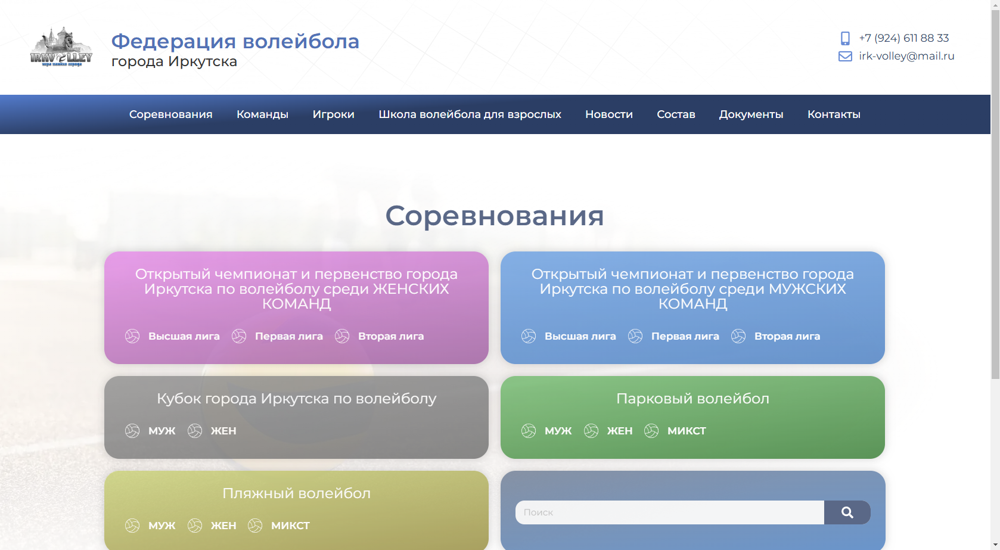 IRKVOLLEY
игра нашего города
Федерация волейбола
города Иркутска
+7 (924) 611 88 33
irk-volley@mail.ru
Соревнования Команды Игроки Школа волейбола для взрослых Новости Состав Документы Контакты
Соревнования
Открытый чемпионат и первенство города
Иркутска по волейболу среди ЖЕНСКИХ
КОМАНД
Высшая лига Первая лига Вторая лига
Открытый чемпионат и первенство города
Иркутска по волейболу среди МУЖСКИХ
КОМАНД
Высшая лига Первая лига Вторая лига
Кубок города Иркутска по волейболу
МУЖ ЖЕН
Парковый волейбол
МУЖ ЖЕН МИКСТ
Пляжный волейбол
МУЖ ЖЕН МИКСТ
Поиск